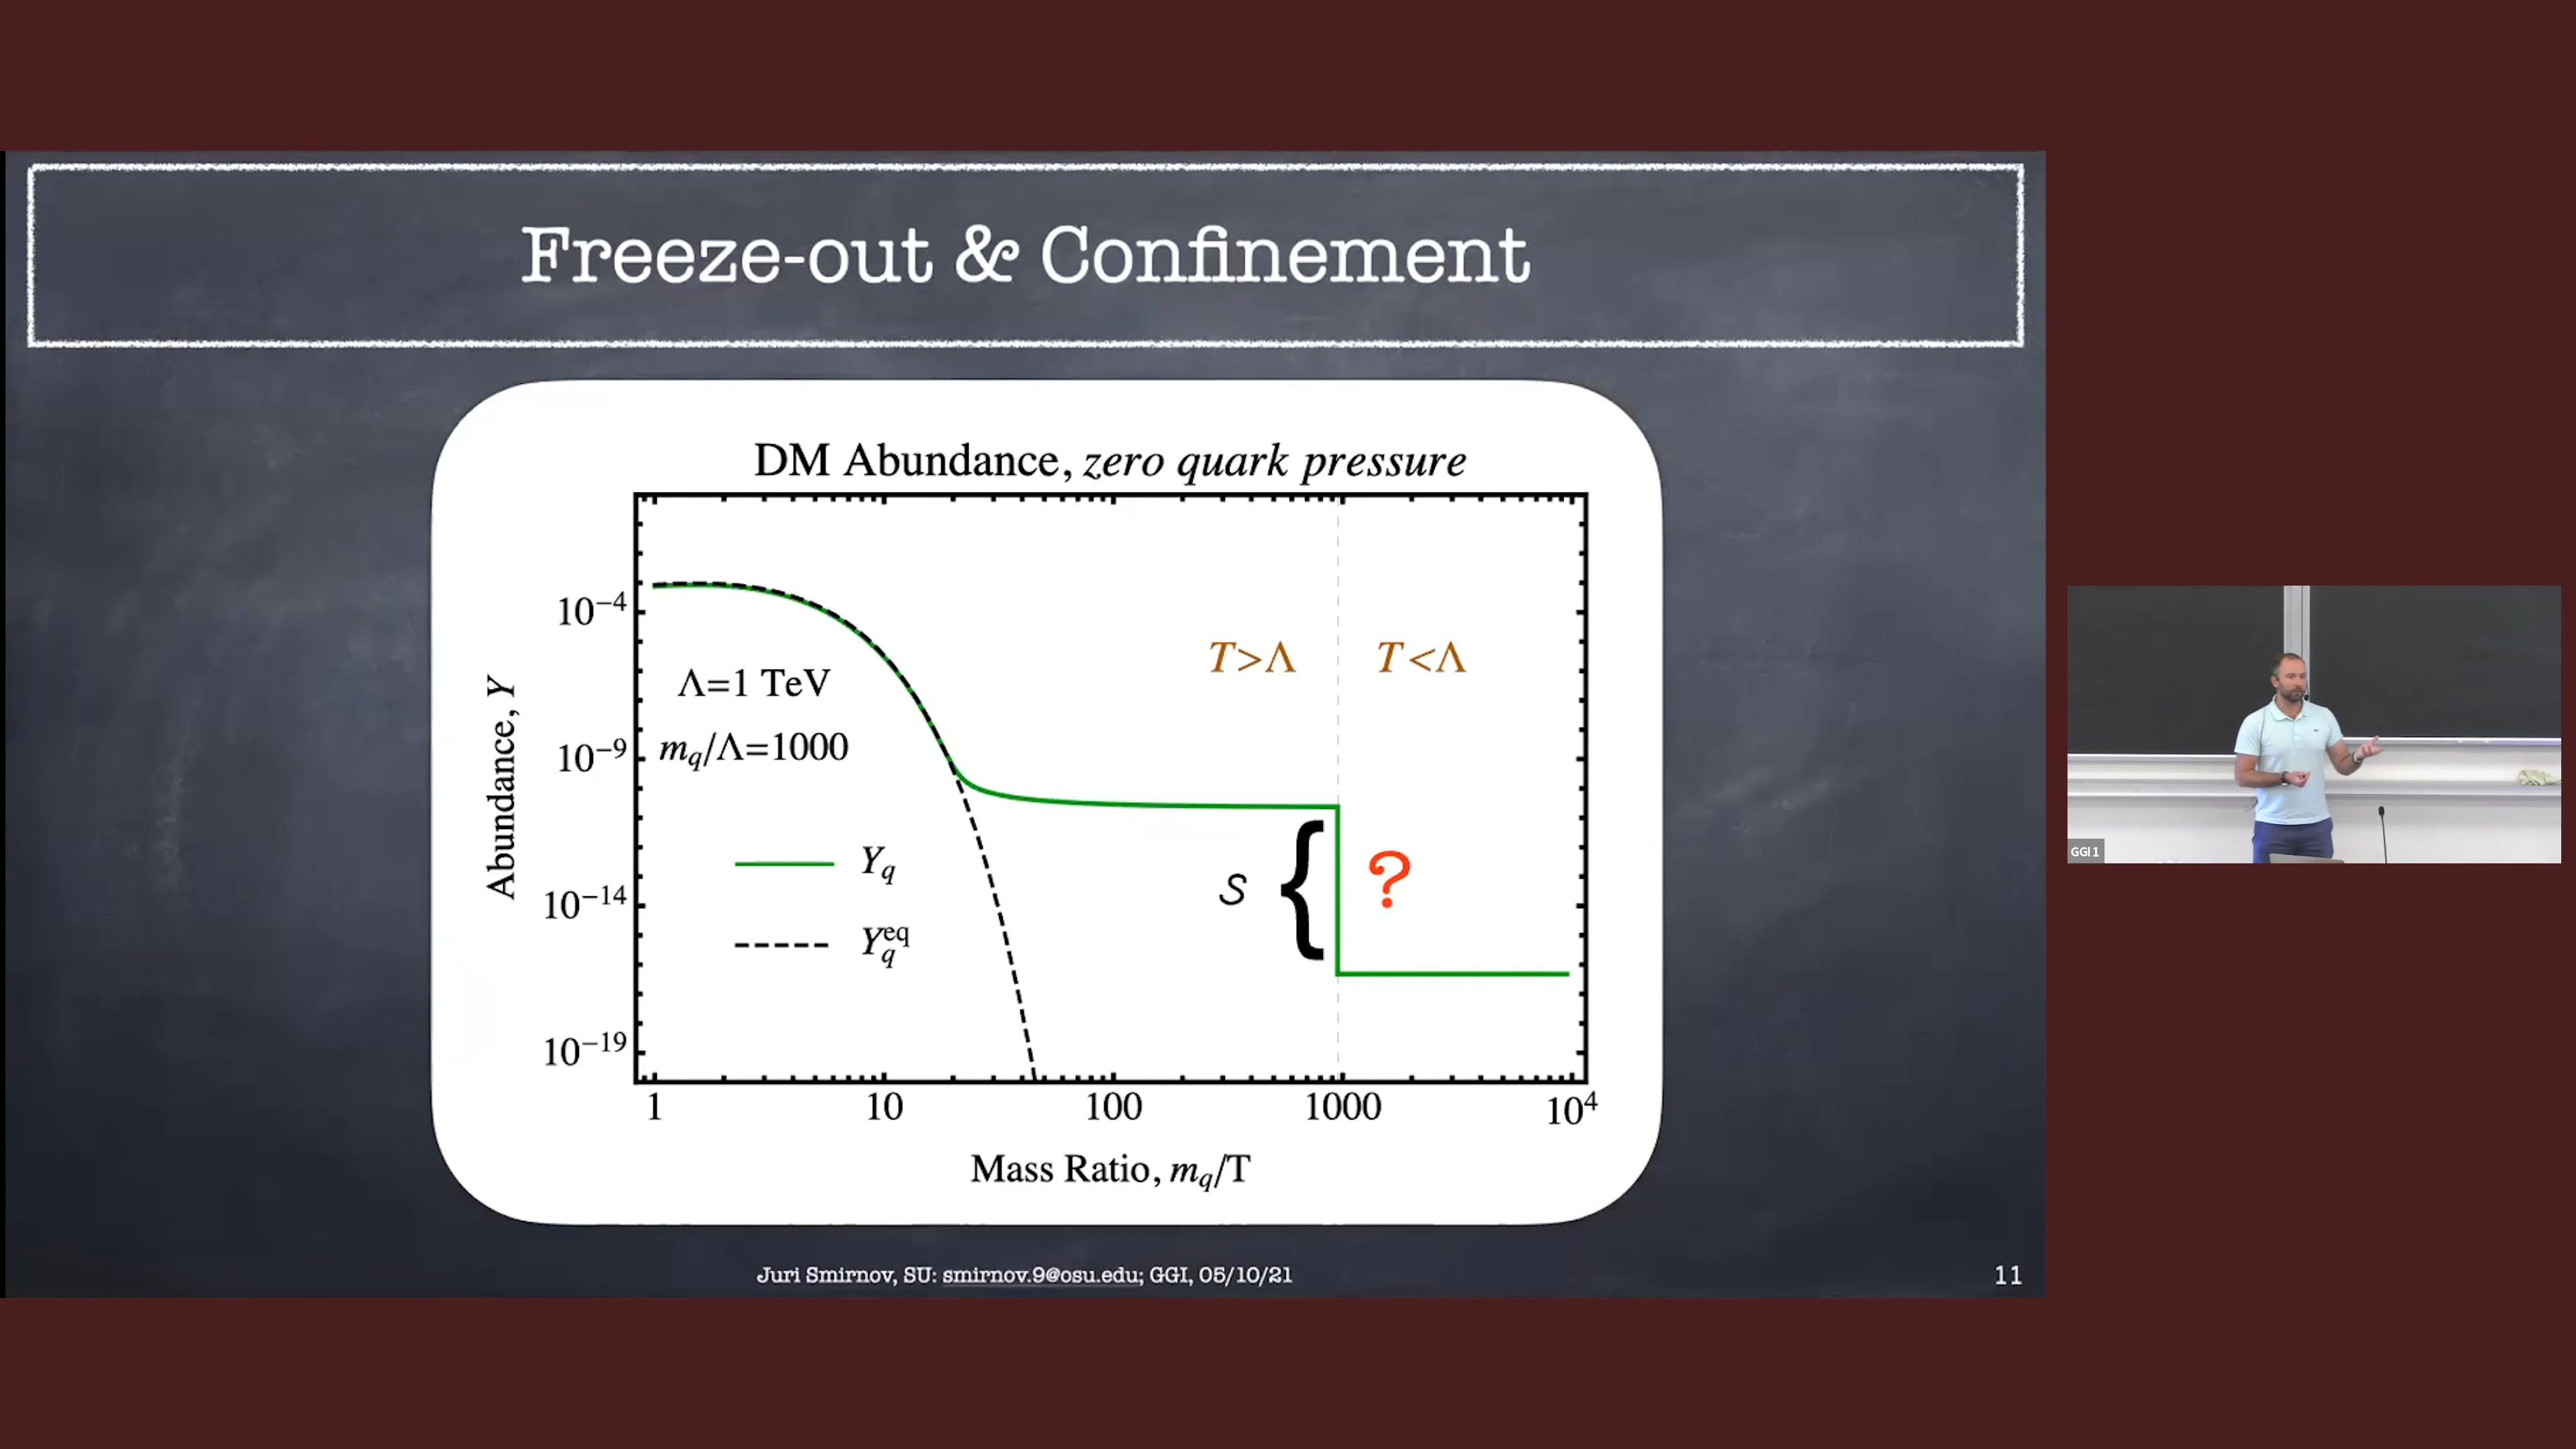 Freeze-out & Confinement
DM Abundance, zero quark pressure
Abundance, Y
10⁻⁴
10⁻⁹
10⁻¹⁴
10⁻¹⁹
Λ=1 TeV
m_q/Λ=1000
T>Λ
T<Λ
Y_q
Y_q^eq
S {
?
1
10
100
1000
10⁴
Mass Ratio, m_q/T
Juri Smirnov, SU: smirnov.9@osu.edu; GGI, 05/10/21
11
GGI 1